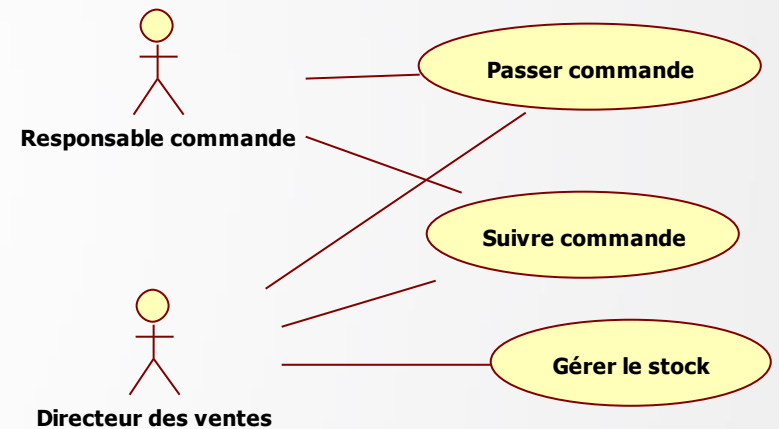 Passer commande
Responsable commande
Suivre commande
Gérer le stock
Directeur des ventes